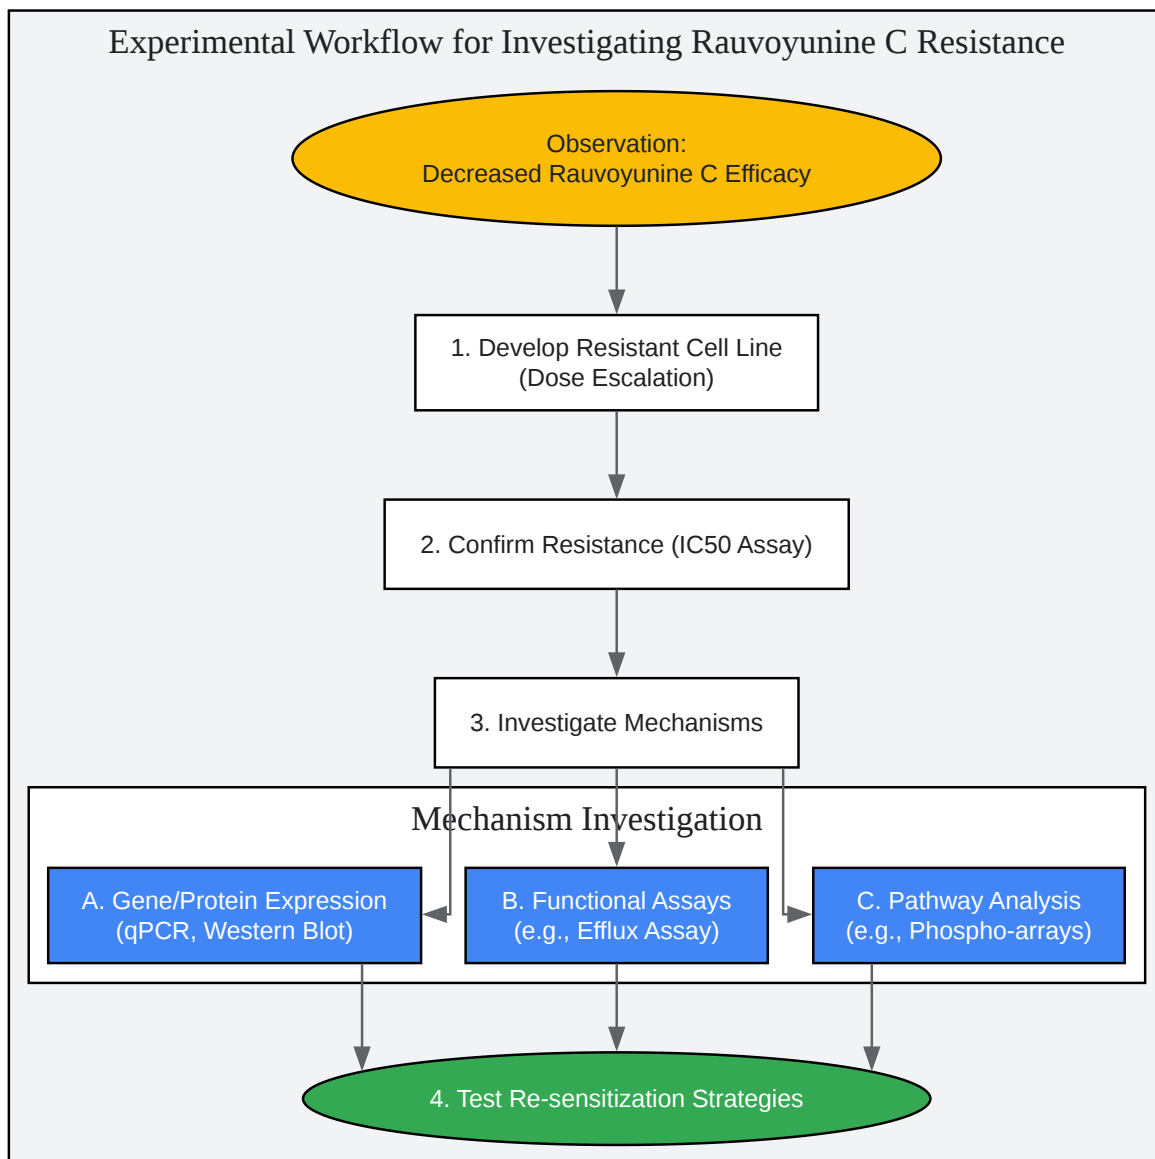 Experimental Workflow for Investigating Rauvoyunine C Resistance
Observation:
Decreased Rauvoyunine C Efficacy
1. Develop Resistant Cell Line
(Dose Escalation)
2. Confirm Resistance (IC50 Assay)
3. Investigate Mechanisms
Mechanism Investigation
A. Gene/Protein Expression
(qPCR, Western Blot)
B. Functional Assays
(e.g., Efflux Assay)
C. Pathway Analysis
(e.g., Phospho-arrays)
4. Test Re-sensitization Strategies